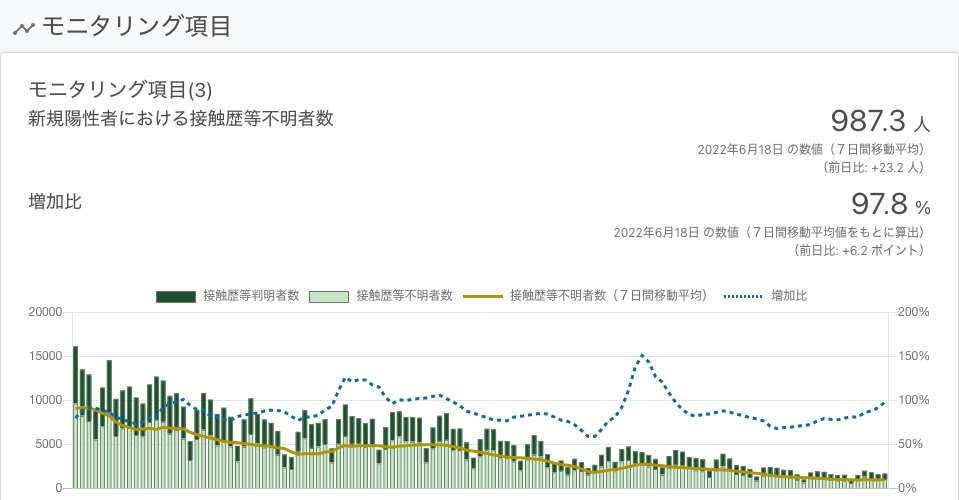 モニタリング項目
モニタリング項目(3)
新規陽性者における接触歴等不明者数
987.3 人
2022年6月18日 の数値（７日間移動平均）
（前日比: +23.2 人）
増加比
97.8 %
2022年6月18日 の数値（７日間移動平均値をもとに算出）
（前日比: +6.2 ポイント）
接触歴等判明者数 接触歴等不明者数 接触歴等不明者数（７日間移動平均） 増加比
20000 200%
15000 150%
10000 100%
5000 50%
0 0%